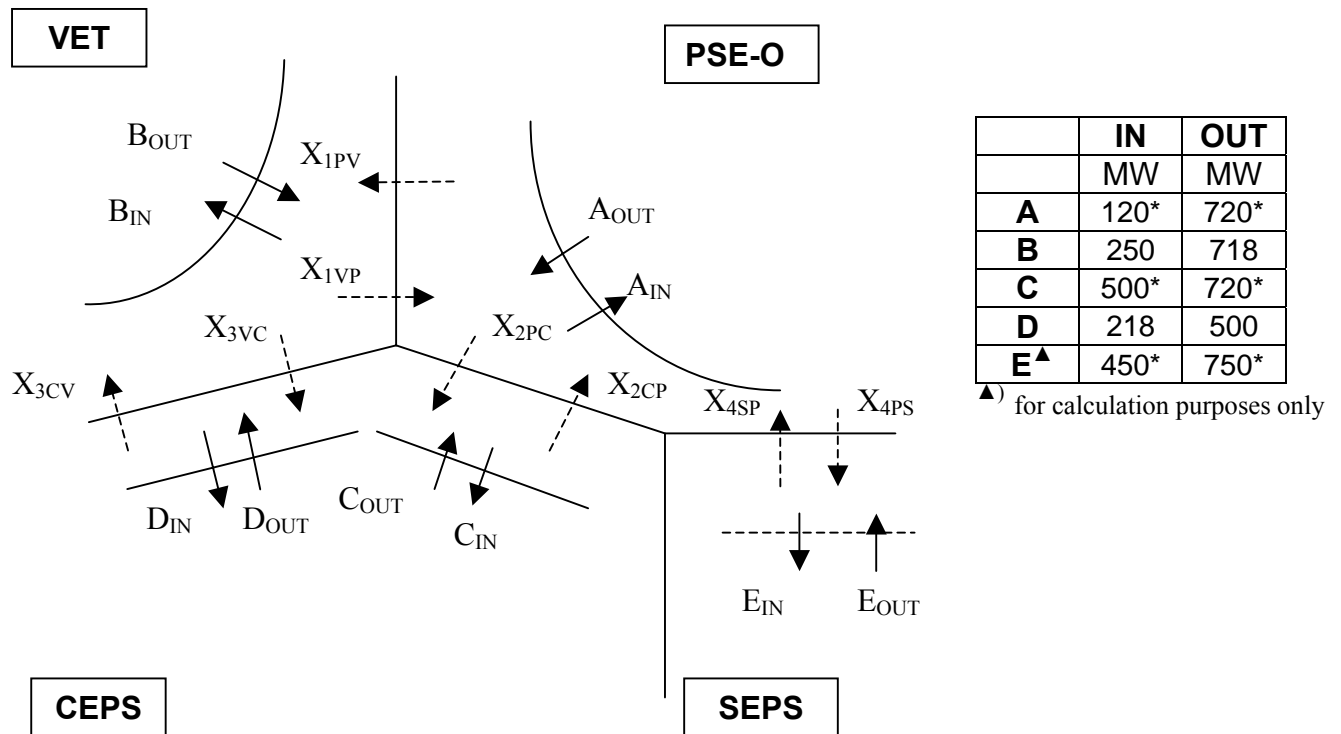 VET
PSE-O
B_OUT
X_1PV
B_IN
A_OUT
X_1VP
A_IN
X_3VC
X_2PC
X_3CV
X_2CP
X_4SP
X_4PS
D_IN
D_OUT
C_OUT
C_IN
E_IN
E_OUT
CEPS
SEPS
IN OUT
MW MW
A 120* 720*
B 250 718
C 500* 720*
D 218 500
E▲ 450* 750*
▲) for calculation purposes only